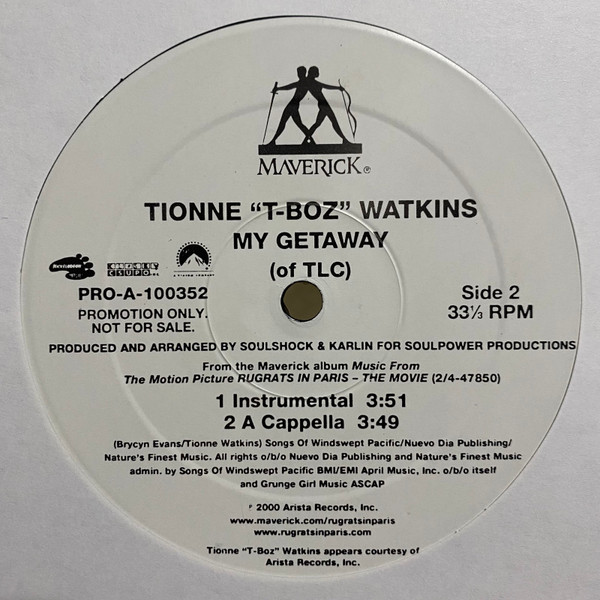 MAVERICK®
TIONNE "T-BOZ" WATKINS
MY GETAWAY
(of TLC)
NICKELODEON
CSUPO
PRO-A-100352
Side 2
PROMOTION ONLY.
NOT FOR SALE.
33⅓ RPM
PRODUCED AND ARRANGED BY SOULSHOCK & KARLIN FOR SOULPOWER PRODUCTIONS
From the Maverick album Music From
The Motion Picture RUGRATS IN PARIS – THE MOVIE (2/4-47850)
1 Instrumental 3:51
2 A Cappella 3:49
(Brycyn Evans/Tionne Watkins) Songs Of Windswept Pacific/Nuevo Dia Publishing/
Nature's Finest Music. All rights o/b/o Nuevo Dia Publishing and Nature's Finest Music
admin. by Songs Of Windswept Pacific BMI/EMI April Music, Inc. o/b/o itself
and Grunge Girl Music ASCAP
℗ 2000 Arista Records, Inc.
www.maverick.com/rugratsinparis
www.rugratsinparis.com
Tionne "T-Boz" Watkins appears courtesy of
Arista Records, Inc.